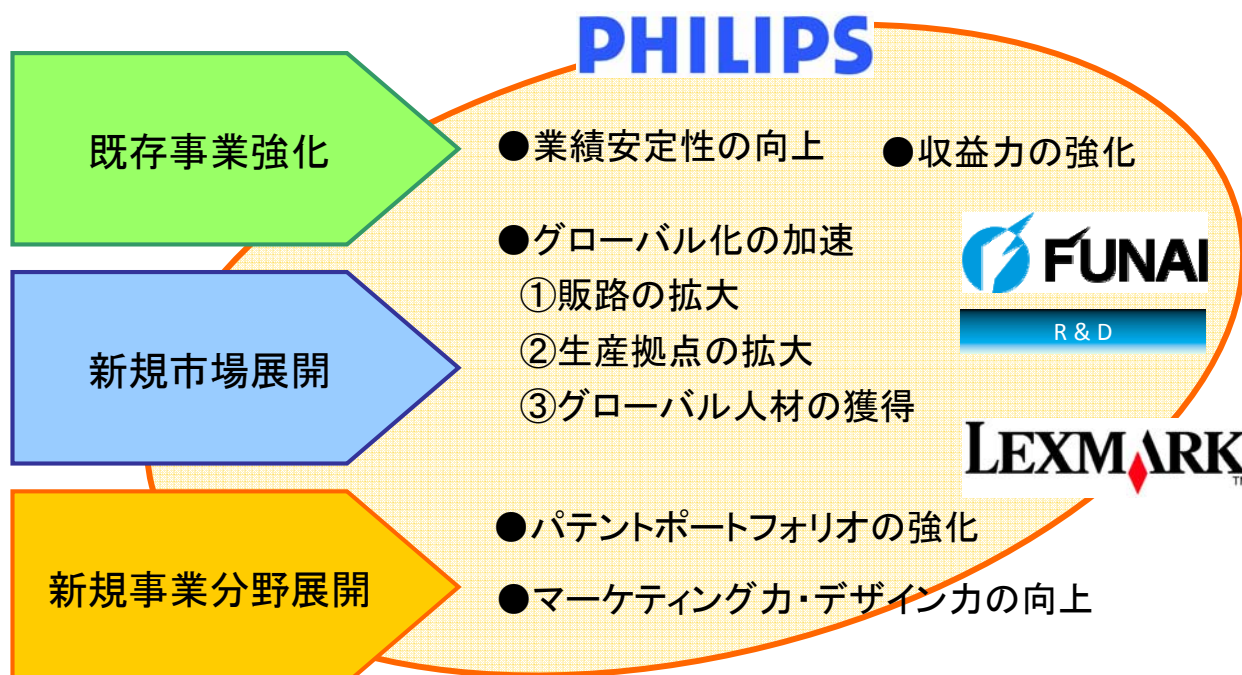 PHILIPS
既存事業強化
●業績安定性の向上 ●収益力の強化
●グローバル化の加速
①販路の拡大
②生産拠点の拡大
③グローバル人材の獲得
FUNAI
R & D
新規市場展開
LEXMARK
TM
●パテントポートフォリオの強化
新規事業分野展開
●マーケティング力・デザイン力の向上